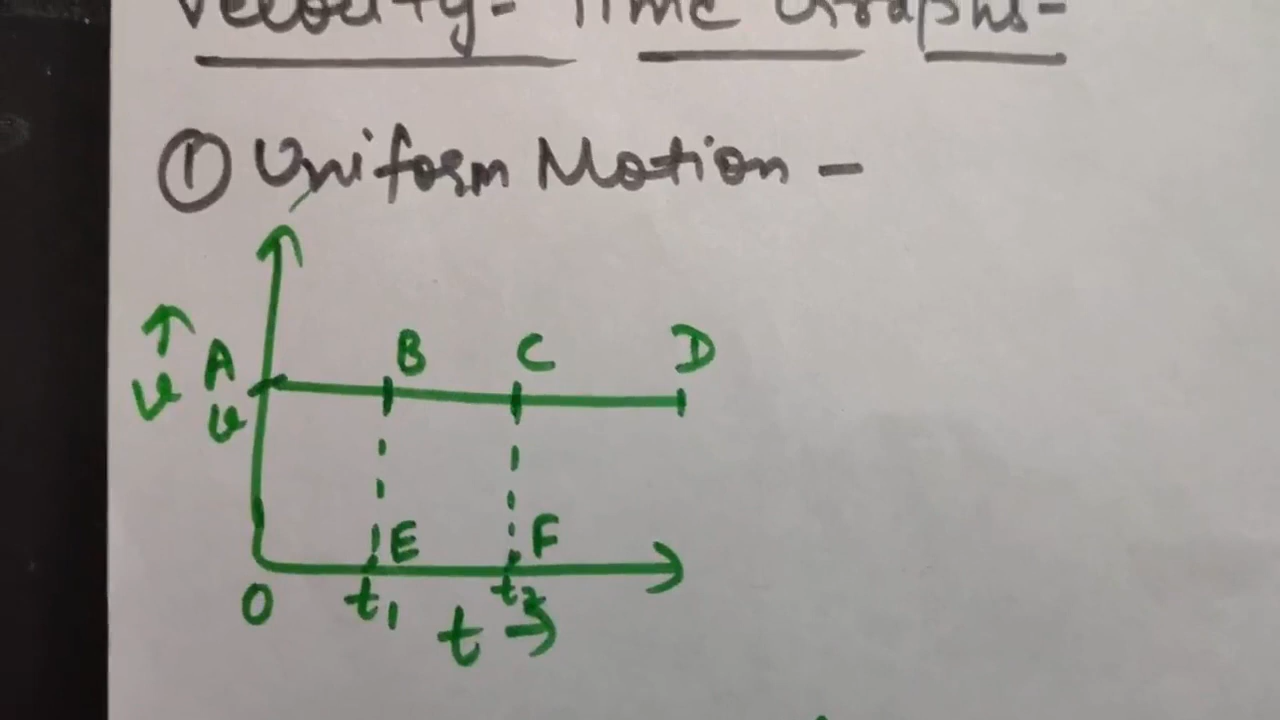 Velocity- Time Graphs-
① Uniform Motion -
↑
v
A
v
B
C
D
E
F
O
t₁
t₂
t →